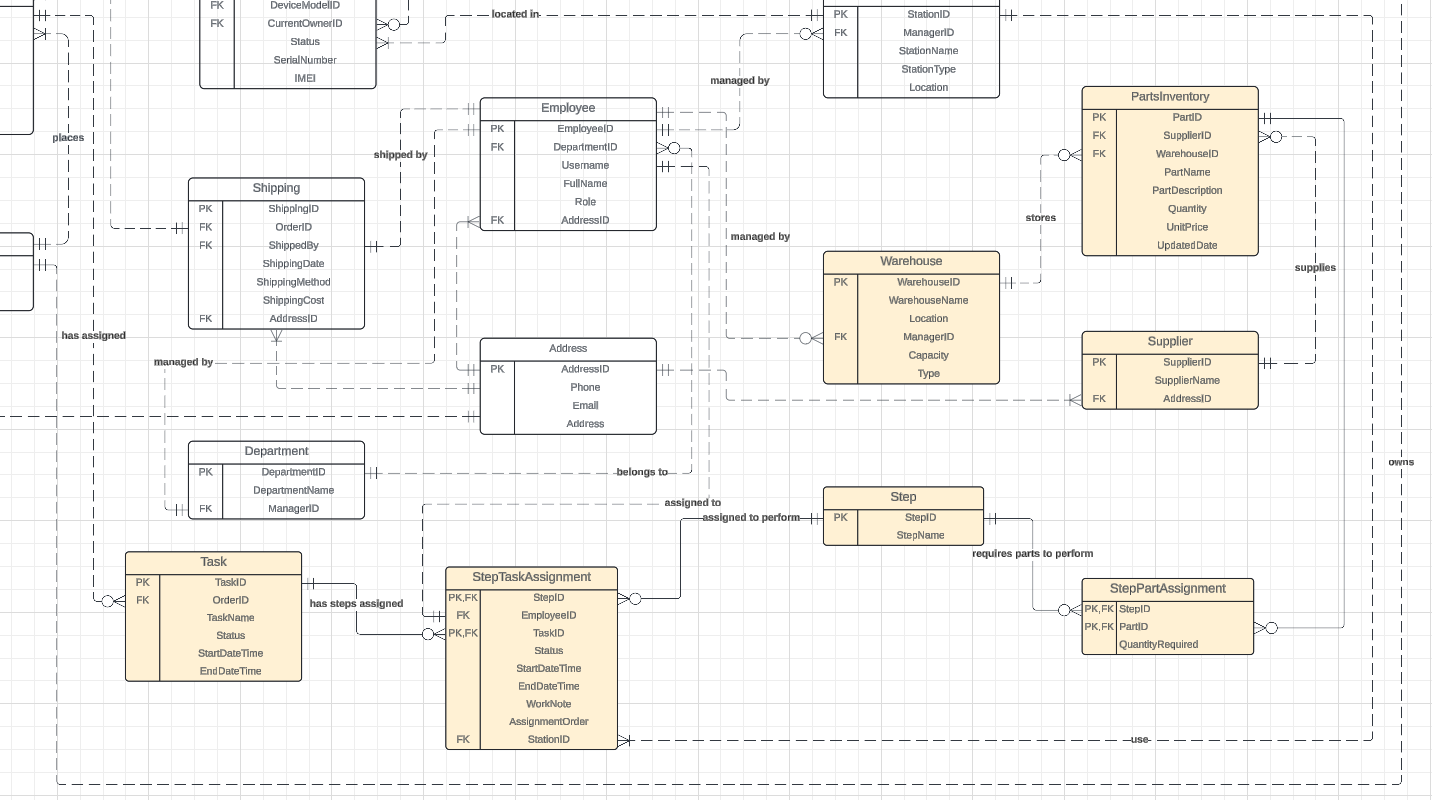 DeviceModelID
FK CurrentOwnerID
Status
SerialNumber
IMEI
located in
PK StationID
FK ManagerID
StationName
StationType
Location
managed by
places
shipped by
Employee
PK EmployeeID
FK DepartmentID
Username
FullName
Role
FK AddressID
PartsInventory
PK PartID
FK SupplierID
FK WarehouseID
PartName
PartDescription
Quantity
UnitPrice
UpdatedDate
Shipping
PK ShippingID
FK OrderID
FK ShippedBy
ShippingDate
ShippingMethod
ShippingCost
FK AddressID
stores
managed by
Warehouse
PK WarehouseID
WarehouseName
Location
FK ManagerID
Capacity
Type
supplies
has assigned
managed by
Address
PK AddressID
Phone
Email
Address
Supplier
PK SupplierID
SupplierName
FK AddressID
Department
PK DepartmentID
DepartmentName
FK ManagerID
belongs to
owns
assigned to
assigned to perform
Step
PK StepID
StepName
requires parts to perform
Task
PK TaskID
FK OrderID
TaskName
Status
StartDateTime
EndDateTime
has steps assigned
StepTaskAssignment
PK,FK StepID
FK EmployeeID
PK,FK TaskID
Status
StartDateTime
EndDateTime
WorkNote
AssignmentOrder
FK StationID
StepPartAssignment
PK,FK StepID
PK,FK PartID
QuantityRequired
use